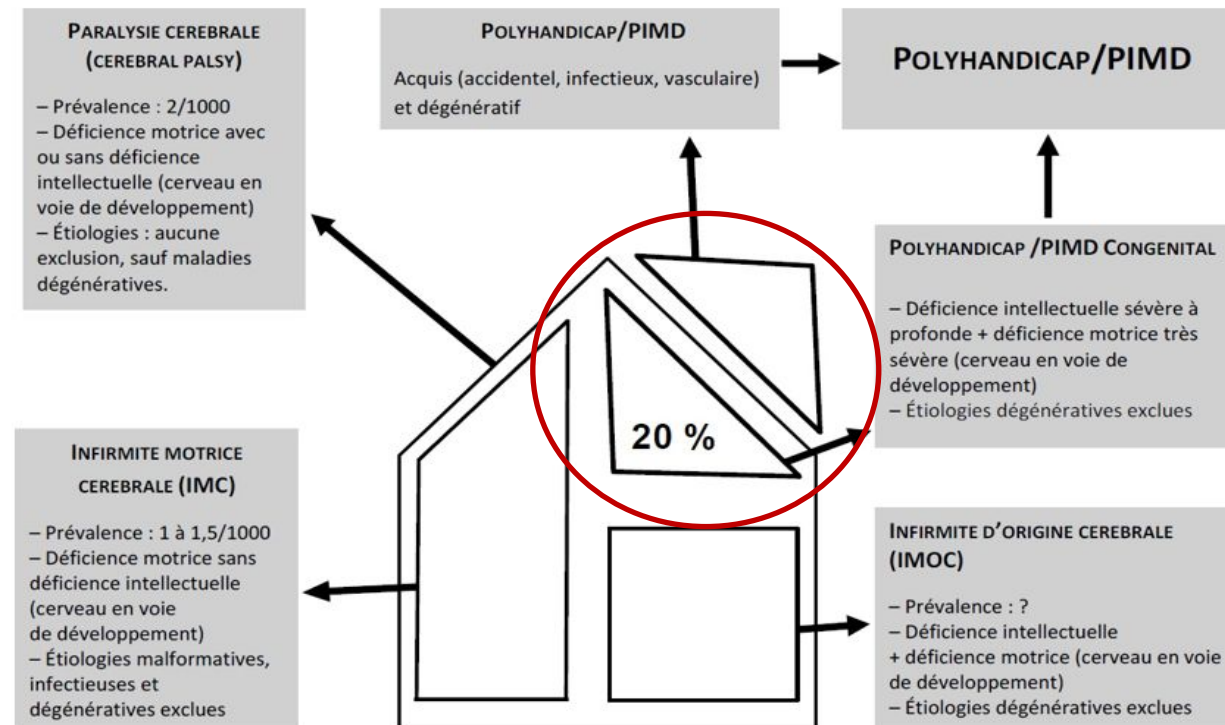 PARALYSIE CEREBRALE
(CEREBRAL PALSY)
– Prévalence : 2/1000
– Déficience motrice avec
ou sans déficience
intellectuelle (cerveau en
voie de développement)
– Étiologies : aucune
exclusion, sauf maladies
dégénératives.
POLYHANDICAP/PIMD
Acquis (accidentel, infectieux, vasculaire)
et dégénératif
POLYHANDICAP/PIMD
POLYHANDICAP /PIMD CONGENITAL
– Déficience intellectuelle sévère à
profonde + déficience motrice très
sévère (cerveau en voie de
développement)
– Étiologies dégénératives exclues
20 %
INFIRMITE MOTRICE
CEREBRALE (IMC)
– Prévalence : 1 à 1,5/1000
– Déficience motrice sans
déficience intellectuelle
(cerveau en voie
de développement)
– Étiologies malformatives,
infectieuses et
dégénératives exclues
INFIRMITE D'ORIGINE CEREBRALE
(IMOC)
– Prévalence : ?
– Déficience intellectuelle
+ déficience motrice (cerveau en voie
de développement)
– Étiologies dégénératives exclues